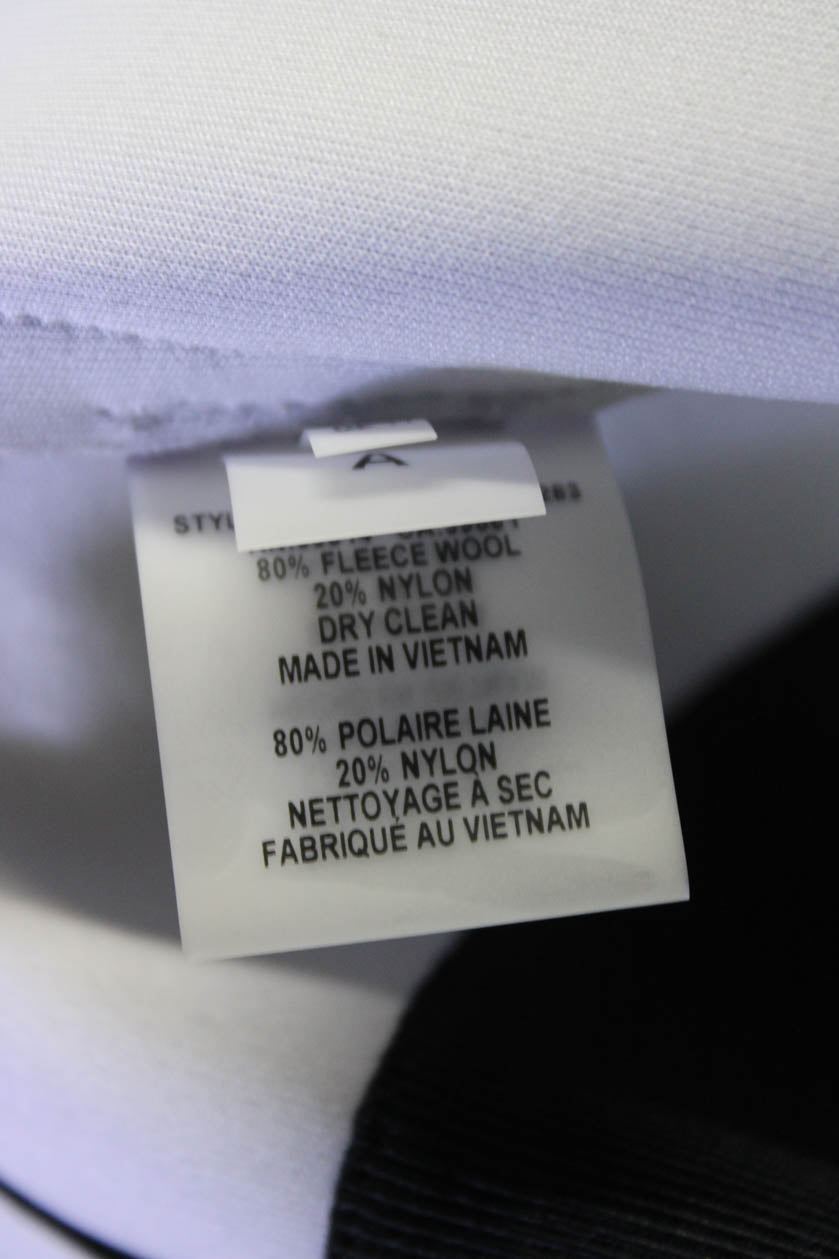 A
80% FLEECE WOOL
20% NYLON
DRY CLEAN
MADE IN VIETNAM
80% POLAIRE LAINE
20% NYLON
NETTOYAGE À SEC
FABRIQUÉ AU VIETNAM